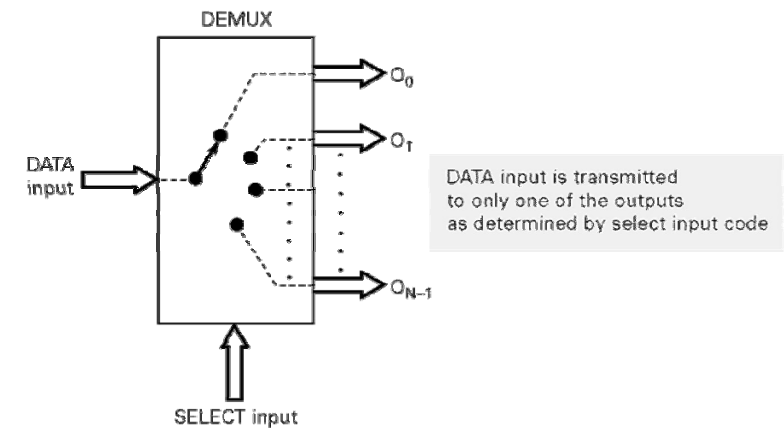 DEMUX
O₀
O₁
DATA
input
DATA input is transmitted
to only one of the outputs
as determined by select input code
O_N–1
SELECT input